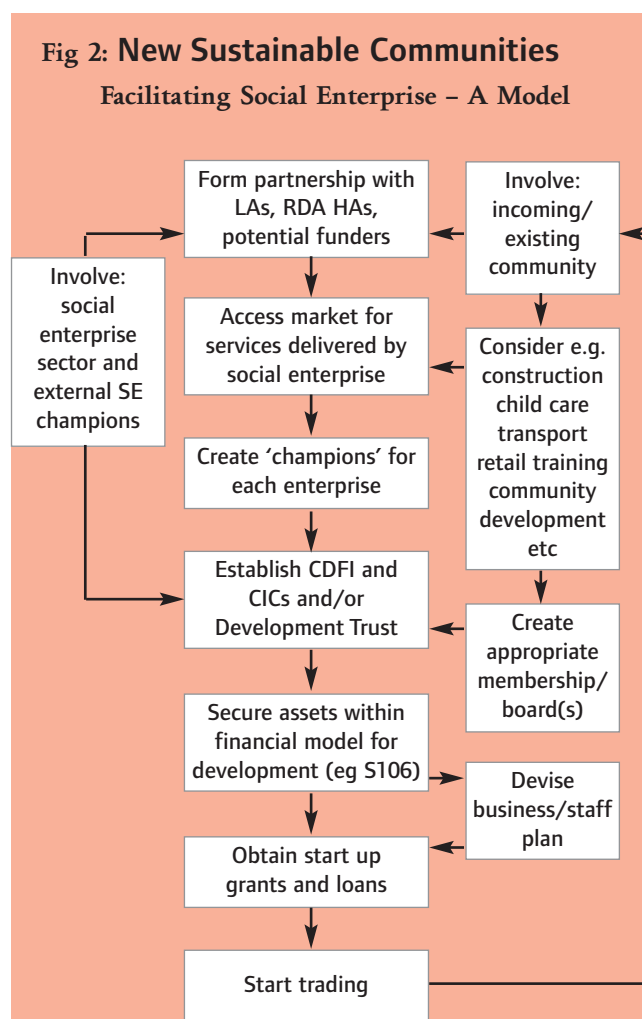 Fig 2: New Sustainable Communities
Facilitating Social Enterprise – A Model
Form partnership with
LAs, RDA HAs,
potential funders
Involve:
incoming/
existing
community
Involve:
social
enterprise
sector and
external SE
champions
Access market for
services delivered by
social enterprise
Consider e.g.
construction
child care
transport
retail training
community
development
etc
Create ‘champions’ for
each enterprise
Establish CDFI and
CICs and/or
Development Trust
Create
appropriate
membership/
board(s)
Secure assets within
financial model for
development (eg S106)
Devise
business/staff
plan
Obtain start up
grants and loans
Start trading